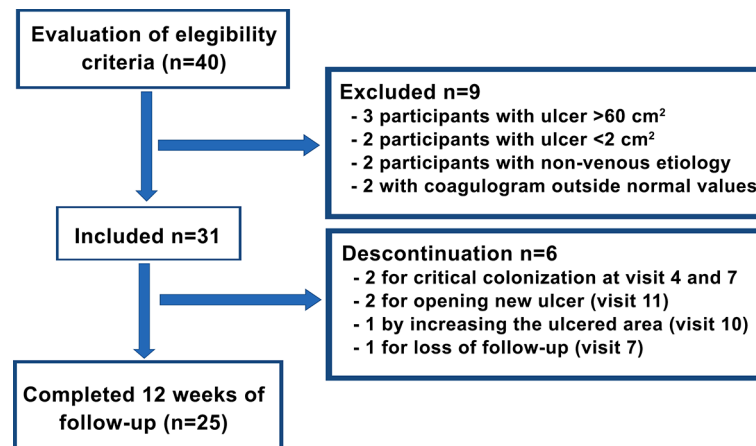 Evaluation of elegibility
criteria (n=40)
Excluded n=9
- 3 participants with ulcer >60 cm²
- 2 participants with ulcer <2 cm²
- 2 participants with non-venous etiology
- 2 with coagulogram outside normal values
Included n=31
Descontinuation n=6
- 2 for critical colonization at visit 4 and 7
- 2 for opening new ulcer (visit 11)
- 1 by increasing the ulcered area (visit 10)
- 1 for loss of follow-up (visit 7)
Completed 12 weeks of
follow-up (n=25)